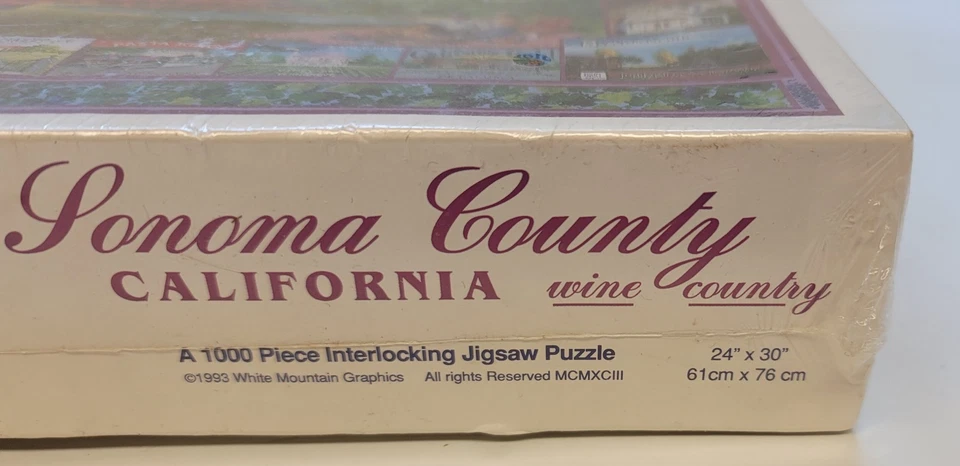 Sonoma County
CALIFORNIA wine country
A 1000 Piece Interlocking Jigsaw Puzzle 24” x 30”
©1993 White Mountain Graphics All rights Reserved MCMXCIII 61cm x 76 cm